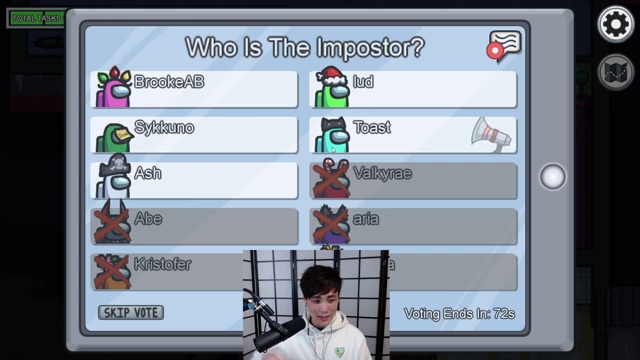 TOTAL TASKS
Who Is The Impostor?
BrookeAB
lud
Sykkuno
Toast
Ash
Valkyrae
Abe
aria
Kristofer
SKIP VOTE
Voting Ends In: 72s